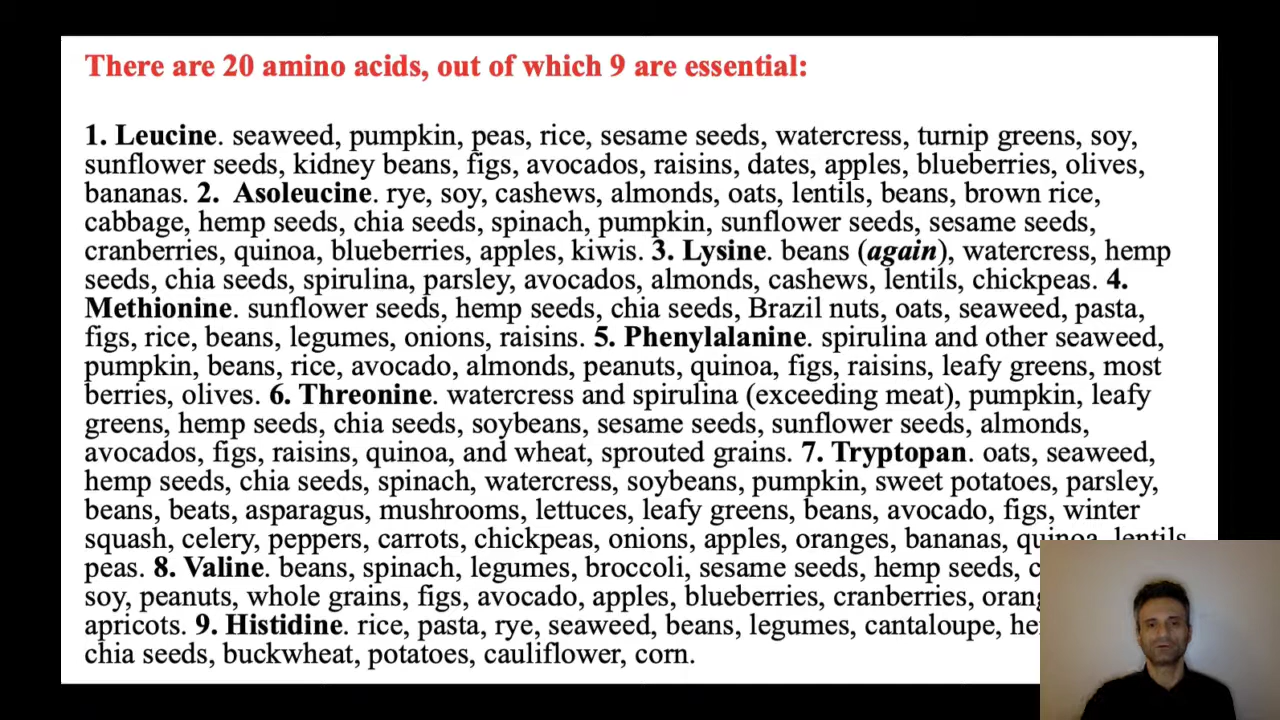 There are 20 amino acids, out of which 9 are essential:
1. Leucine. seaweed, pumpkin, peas, rice, sesame seeds, watercress, turnip greens, soy,
sunflower seeds, kidney beans, figs, avocados, raisins, dates, apples, blueberries, olives,
bananas. 2. Asoleucine. rye, soy, cashews, almonds, oats, lentils, beans, brown rice,
cabbage, hemp seeds, chia seeds, spinach, pumpkin, sunflower seeds, sesame seeds,
cranberries, quinoa, blueberries, apples, kiwis. 3. Lysine. beans (again), watercress, hemp
seeds, chia seeds, spirulina, parsley, avocados, almonds, cashews, lentils, chickpeas. 4.
Methionine. sunflower seeds, hemp seeds, chia seeds, Brazil nuts, oats, seaweed, pasta,
figs, rice, beans, legumes, onions, raisins. 5. Phenylalanine. spirulina and other seaweed,
pumpkin, beans, rice, avocado, almonds, peanuts, quinoa, figs, raisins, leafy greens, most
berries, olives. 6. Threonine. watercress and spirulina (exceeding meat), pumpkin, leafy
greens, hemp seeds, chia seeds, soybeans, sesame seeds, sunflower seeds, almonds,
avocados, figs, raisins, quinoa, and wheat, sprouted grains. 7. Tryptopan. oats, seaweed,
hemp seeds, chia seeds, spinach, watercress, soybeans, pumpkin, sweet potatoes, parsley,
beans, beats, asparagus, mushrooms, lettuces, leafy greens, beans, avocado, figs, winter
squash, celery, peppers, carrots, chickpeas, onions, apples, oranges, bananas, quinoa, lentils
peas. 8. Valine. beans, spinach, legumes, broccoli, sesame seeds, hemp seeds,
soy, peanuts, whole grains, figs, avocado, apples, blueberries, cranberries,
apricots. 9. Histidine. rice, pasta, rye, seaweed, beans, legumes, cantaloupe,
chia seeds, buckwheat, potatoes, cauliflower, corn.